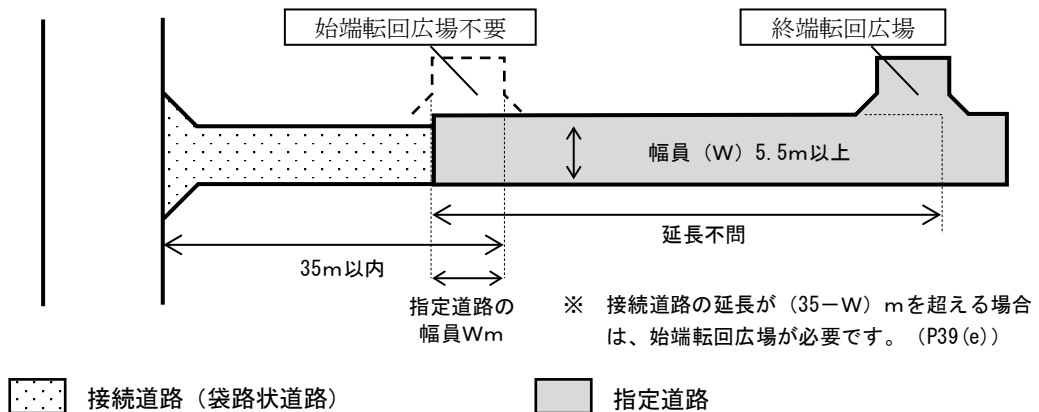 始端転回広場不要
終端転回広場
幅員（W）5.5m以上
延長不問
35m以内
指定道路の
幅員Wm
※　接続道路の延長が（35－W）mを超える場合
は、始端転回広場が必要です。（P39(e)）
接続道路（袋路状道路）
指定道路